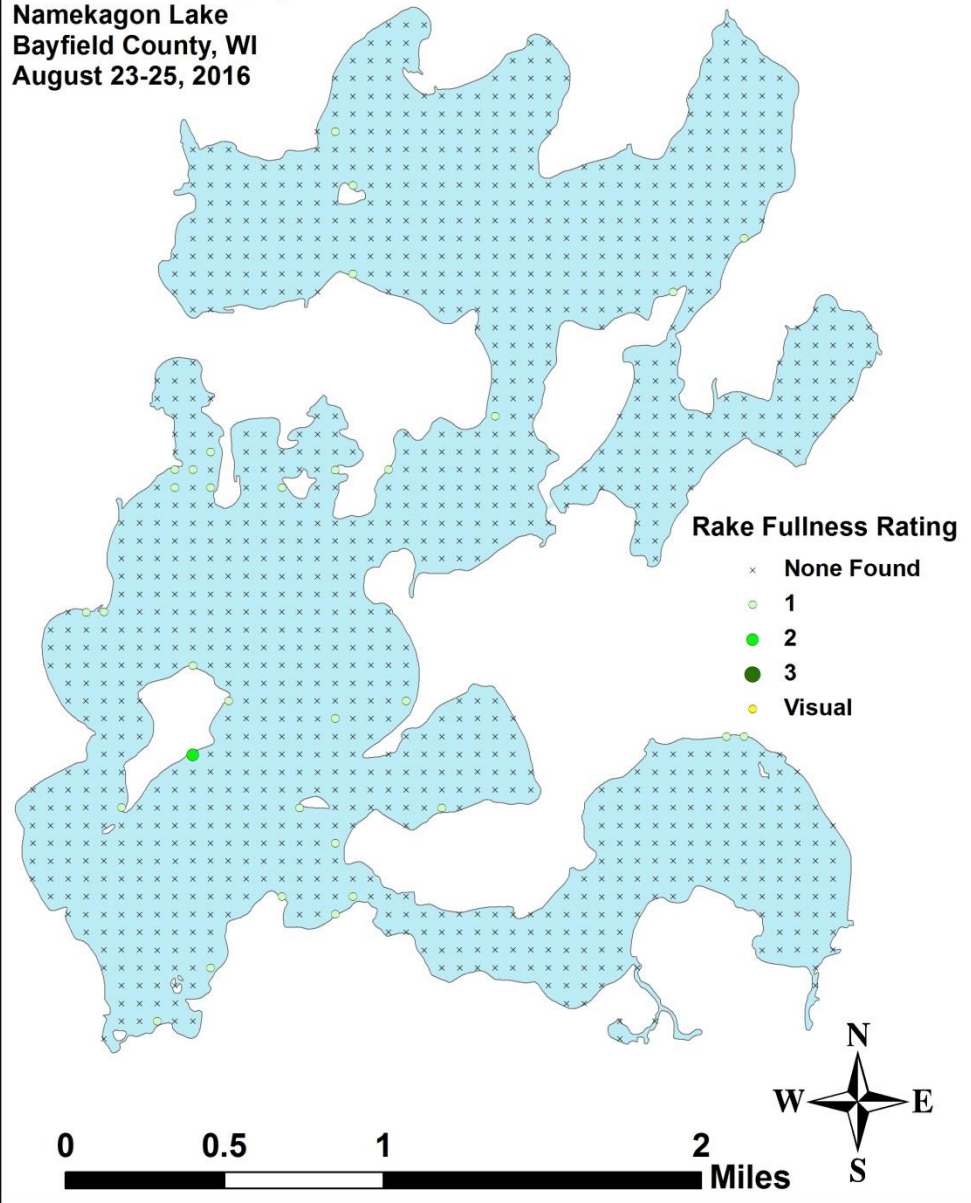 Namekagon Lake
Bayfield County, WI
August 23-25, 2016
Rake Fullness Rating
None Found
1
2
3
Visual
N
W E
S
0 0.5 1 2
Miles